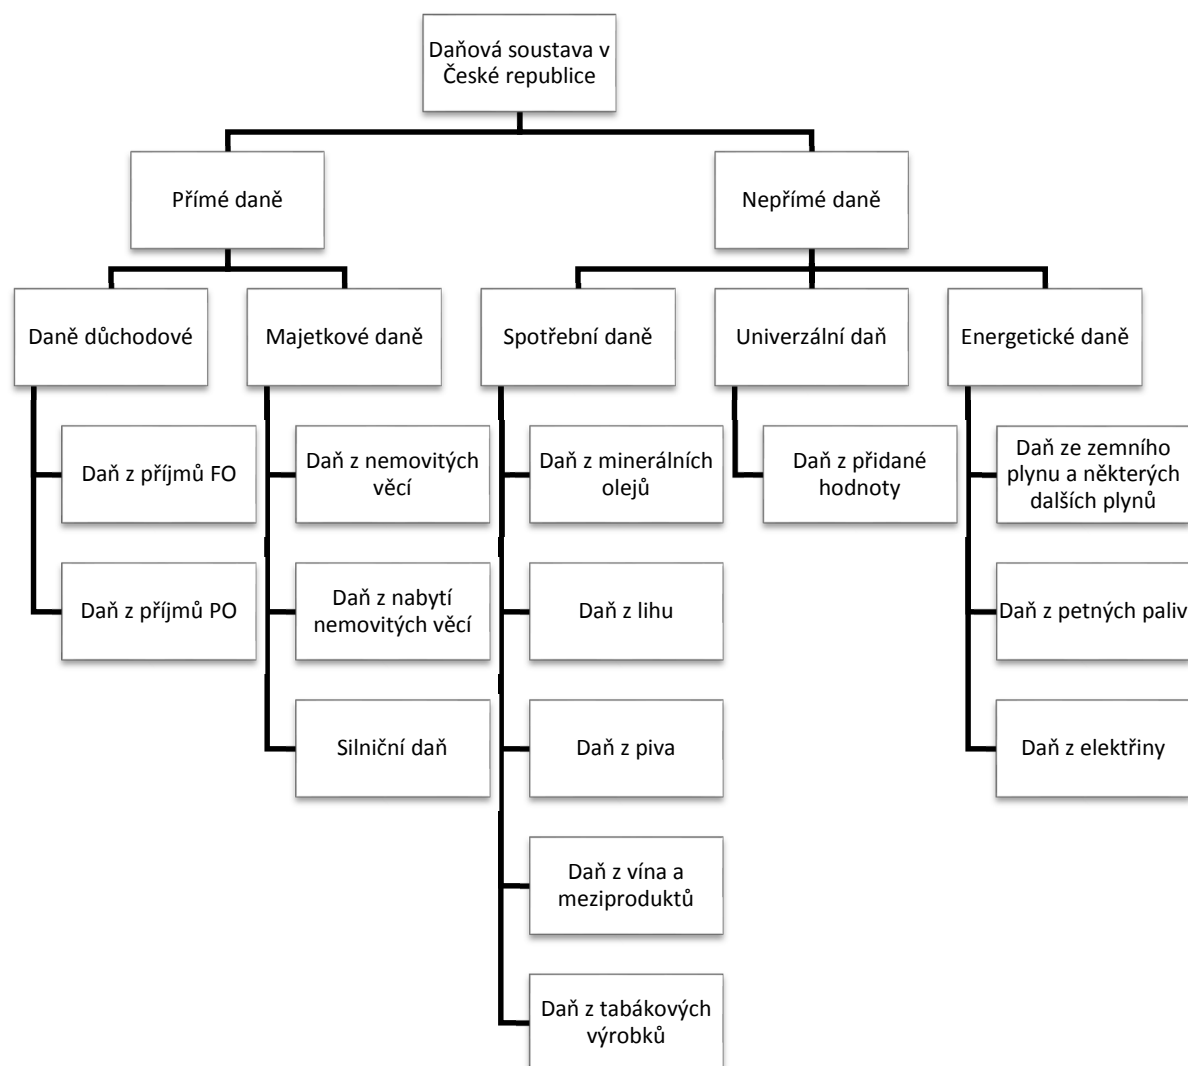 Daňová soustava v
České republice
Přímé daně
Nepřímé daně
Daně důchodové
Majetkové daně
Spotřební daně
Univerzální daň
Energetické daně
Daň z příjmů FO
Daň z nemovitých
věcí
Daň z minerálních
olejů
Daň z přidané
hodnoty
Daň ze zemního
plynu a některých
dalších plynů
Daň z příjmů PO
Daň z nabytí
nemovitých věcí
Daň z lihu
Daň z petných paliv
Silniční daň
Daň z piva
Daň z elektřiny
Daň z vína a
meziproduktů
Daň z tabákových
výrobků